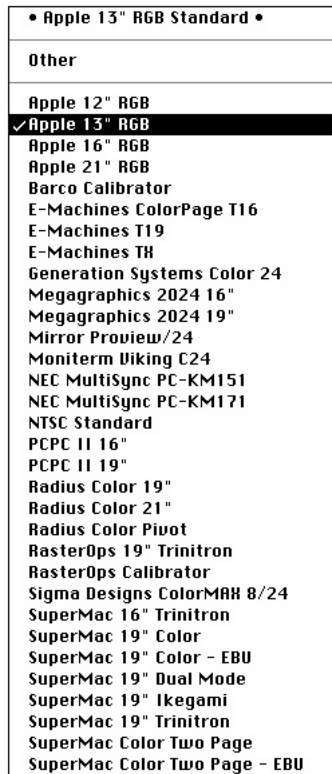 • Apple 13" RGB Standard •
Other
Apple 12" RGB
✓Apple 13" RGB
Apple 16" RGB
Apple 21" RGB
Barco Calibrator
E-Machines ColorPage T16
E-Machines T19
E-Machines TX
Generation Systems Color 24
Megagraphics 2024 16"
Megagraphics 2024 19"
Mirror Proview/24
Moniterm Viking C24
NEC MultiSync PC-KM151
NEC MultiSync PC-KM171
NTSC Standard
PCPC II 16"
PCPC II 19"
Radius Color 19"
Radius Color 21"
Radius Color Pivot
RasterOps 19" Trinitron
RasterOps Calibrator
Sigma Designs ColorMAX 8/24
SuperMac 16" Trinitron
SuperMac 19" Color
SuperMac 19" Color - EBU
SuperMac 19" Dual Mode
SuperMac 19" Ikegami
SuperMac 19" Trinitron
SuperMac Color Two Page
SuperMac Color Two Page - EBU